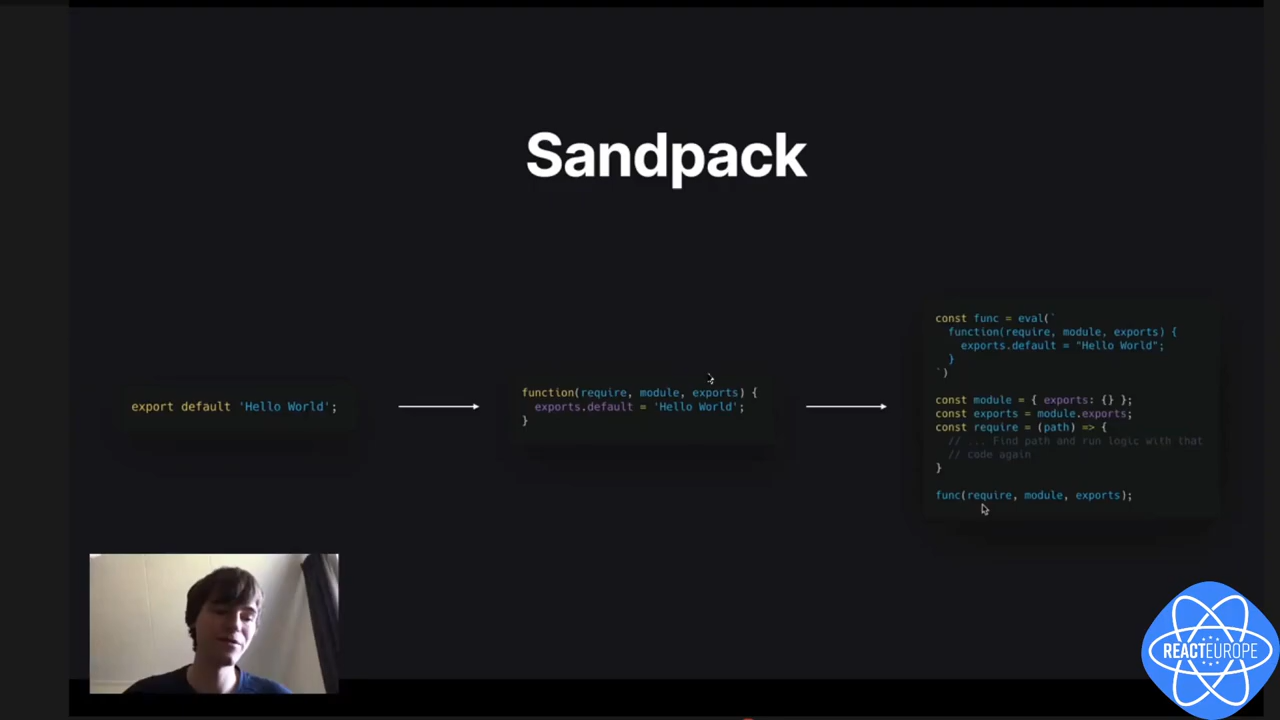 Sandpack
export default 'Hello World';
function(require, module, exports) {
  exports.default = 'Hello World';
}
const func = eval(`
  function(require, module, exports) {
    exports.default = "Hello World";
  }
`)
const module = { exports: {} };
const exports = module.exports;
const require = (path) => {
  // ... Find path and run logic with that
  // code again
}
func(require, module, exports);
REACTEUROPE